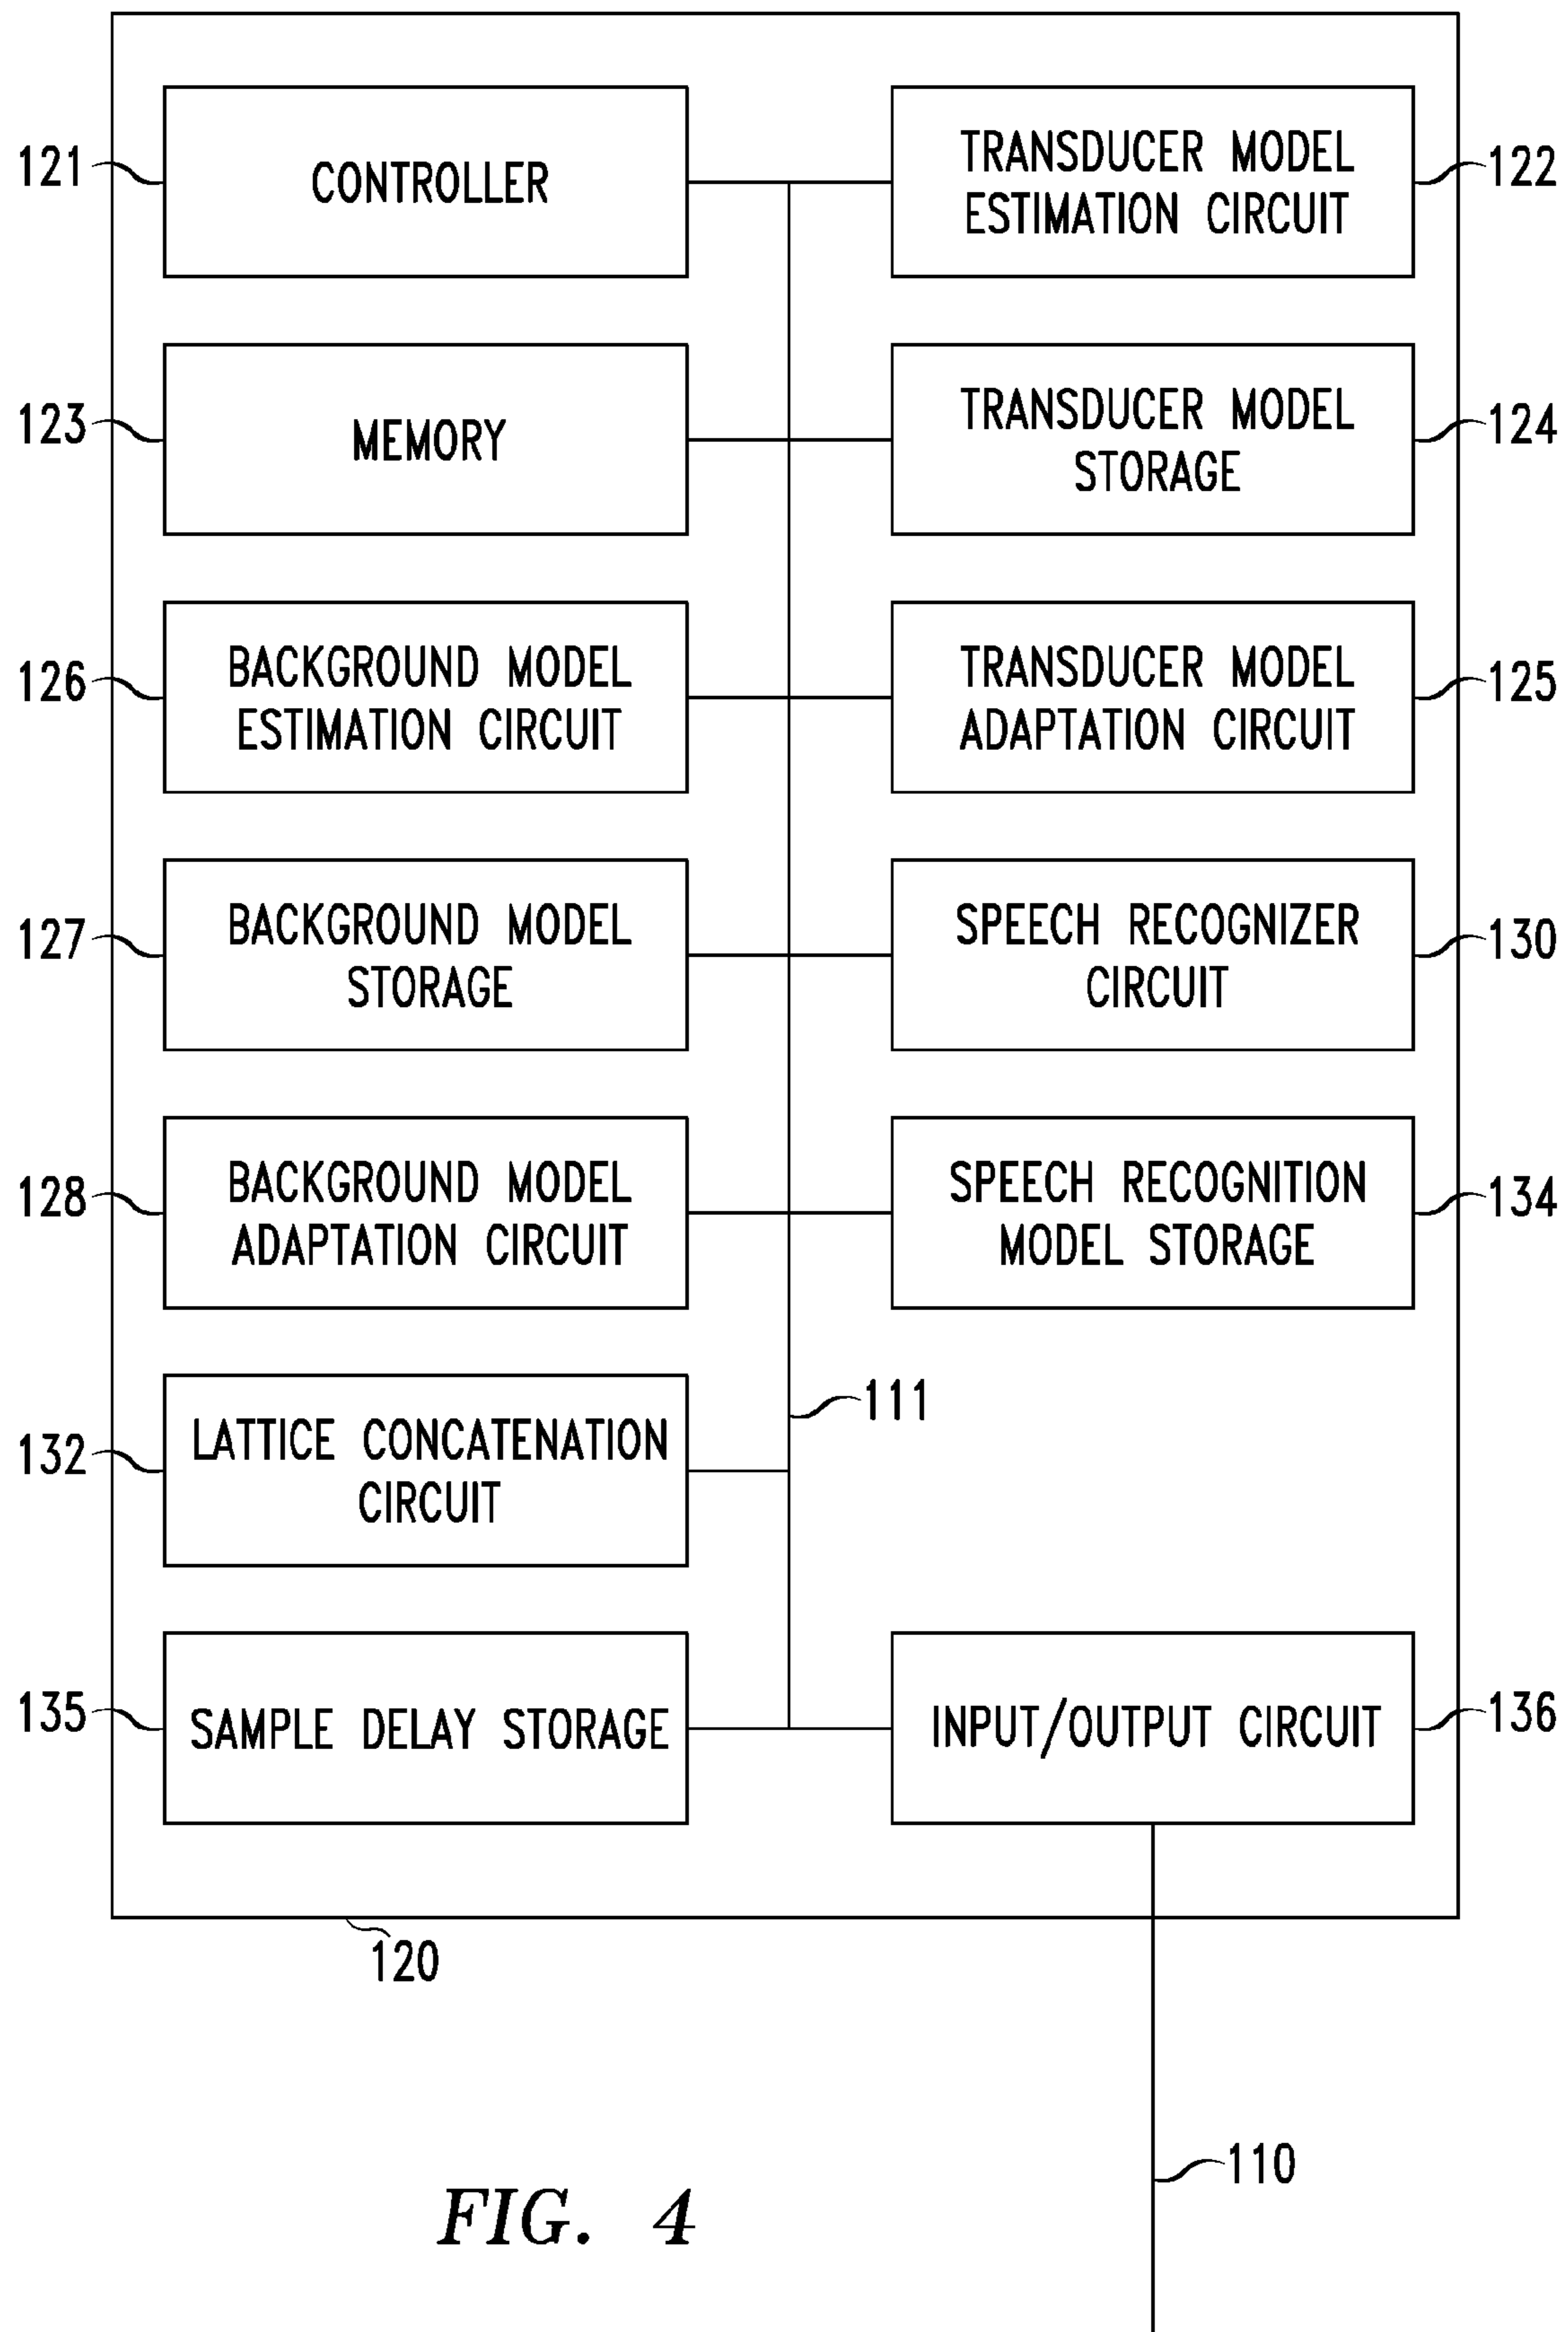 121
CONTROLLER
TRANSDUCER MODEL
ESTIMATION CIRCUIT
122
123
MEMORY
TRANSDUCER MODEL
STORAGE
124
126
BACKGROUND MODEL
ESTIMATION CIRCUIT
TRANSDUCER MODEL
ADAPTATION CIRCUIT
125
127
BACKGROUND MODEL
STORAGE
SPEECH RECOGNIZER
CIRCUIT
130
128
BACKGROUND MODEL
ADAPTATION CIRCUIT
SPEECH RECOGNITION
MODEL STORAGE
134
132
LATTICE CONCATENATION
CIRCUIT
111
135
SAMPLE DELAY STORAGE
INPUT/OUTPUT CIRCUIT
136
120
110
FIG. 4